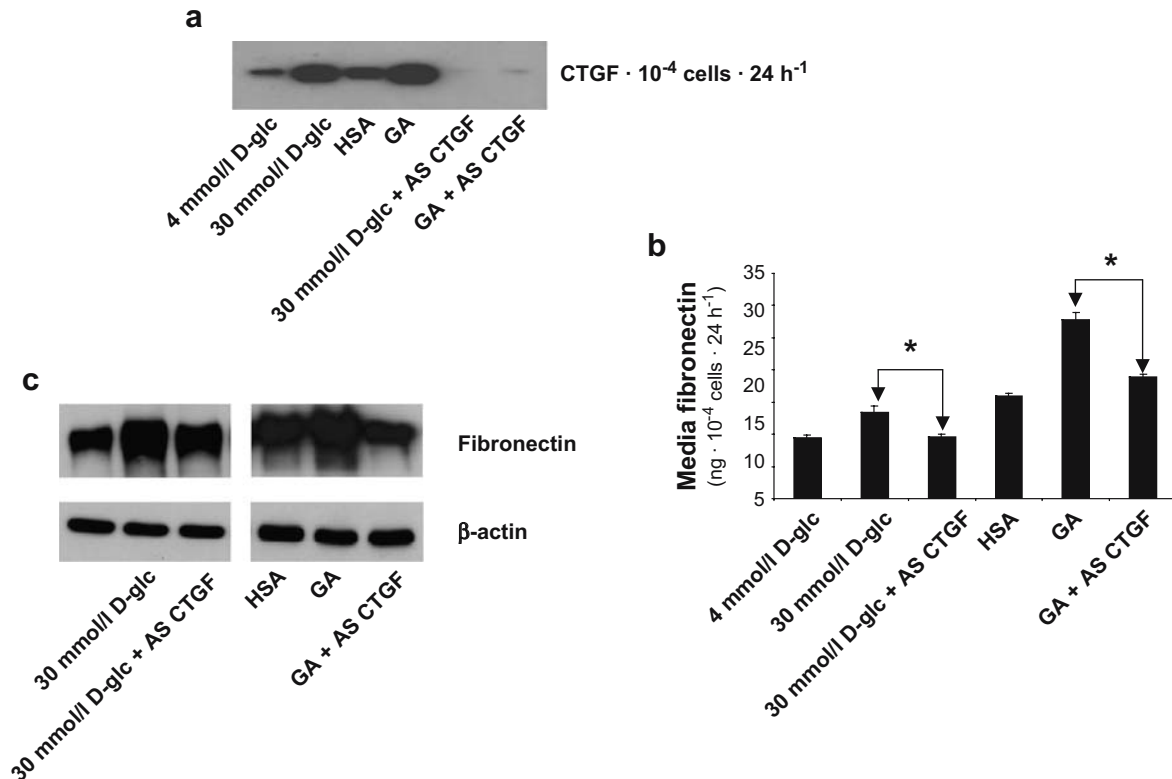 a
CTGF · 10⁻⁴ cells · 24 h⁻¹
4 mmol/l D-glc
30 mmol/l D-glc
HSA
GA
30 mmol/l D-glc + AS CTGF
GA + AS CTGF
b
Media fibronectin
(ng · 10⁻⁴ cells · 24 h⁻¹)
35
30
25
20
15
10
5
*
*
4 mmol/l D-glc
30 mmol/l D-glc
30 mmol/l D-glc + AS CTGF
HSA
GA
GA + AS CTGF
c
Fibronectin
β-actin
30 mmol/l D-glc
30 mmol/l D-glc + AS CTGF
HSA
GA
GA + AS CTGF